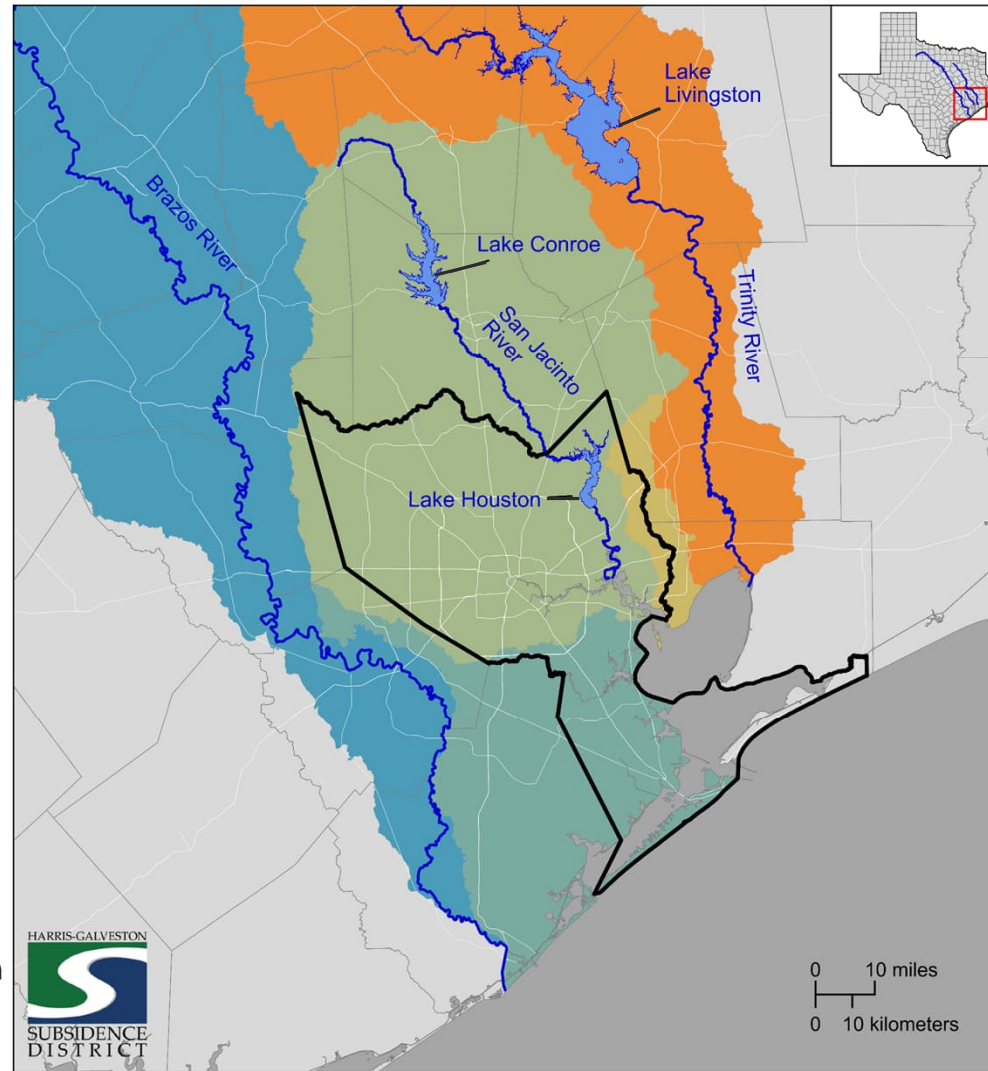 Lake
Livingston
Brazos River
Lake Conroe
San Jacinto
River
Trinity River
Lake Houston
HARRIS-GALVESTON
SUBSIDENCE
DISTRICT
0 10 miles
0 10 kilometers